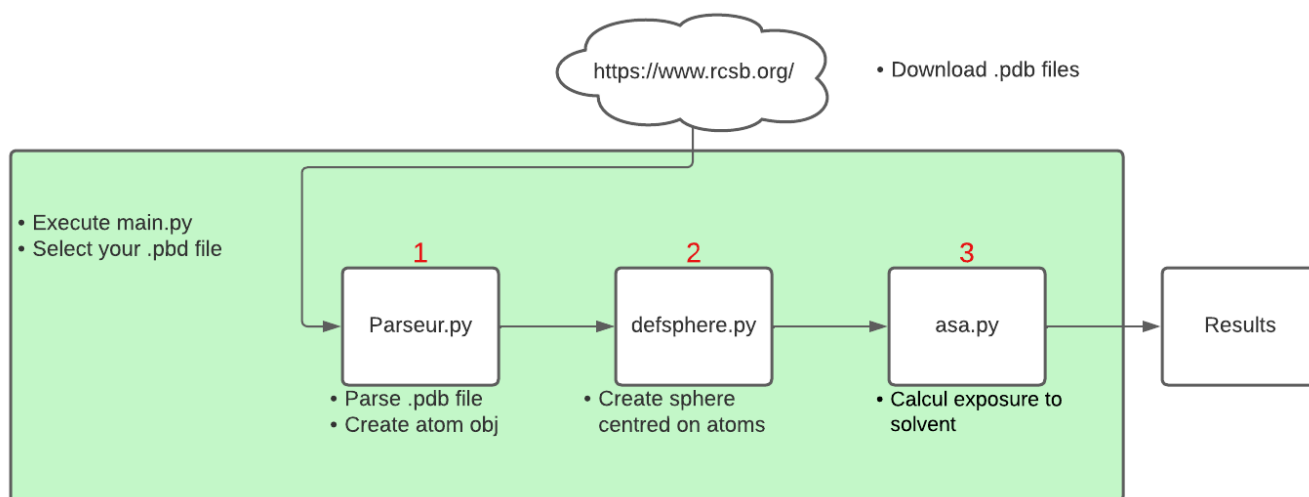 https://www.rcsb.org/
• Download .pdb files
• Execute main.py
• Select your .pbd file
1
2
3
Parseur.py
defsphere.py
asa.py
Results
• Parse .pdb file
• Create atom obj
• Create sphere
centred on atoms
• Calcul exposure to
solvent